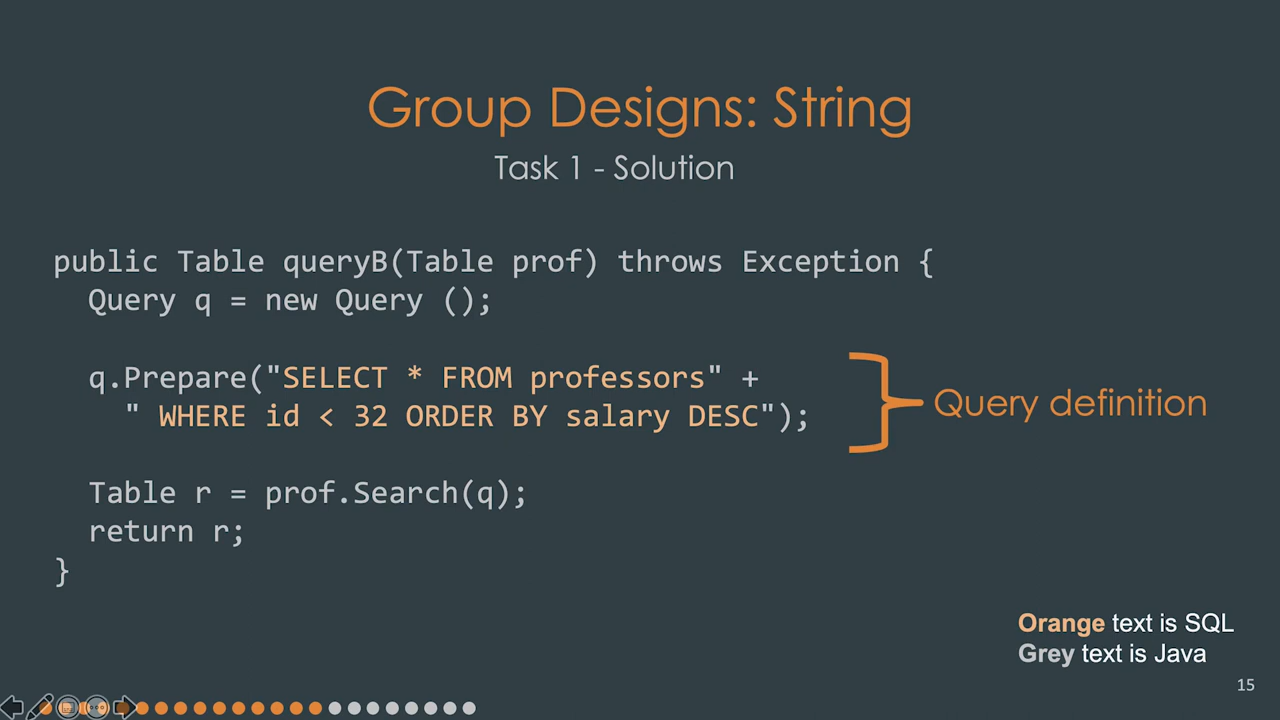 Group Designs: String
Task 1 - Solution
public Table queryB(Table prof) throws Exception {
Query q = new Query ();
q.Prepare("SELECT * FROM professors" +
" WHERE id < 32 ORDER BY salary DESC");
Query definition
Table r = prof.Search(q);
return r;
}
Orange text is SQL
Grey text is Java
15